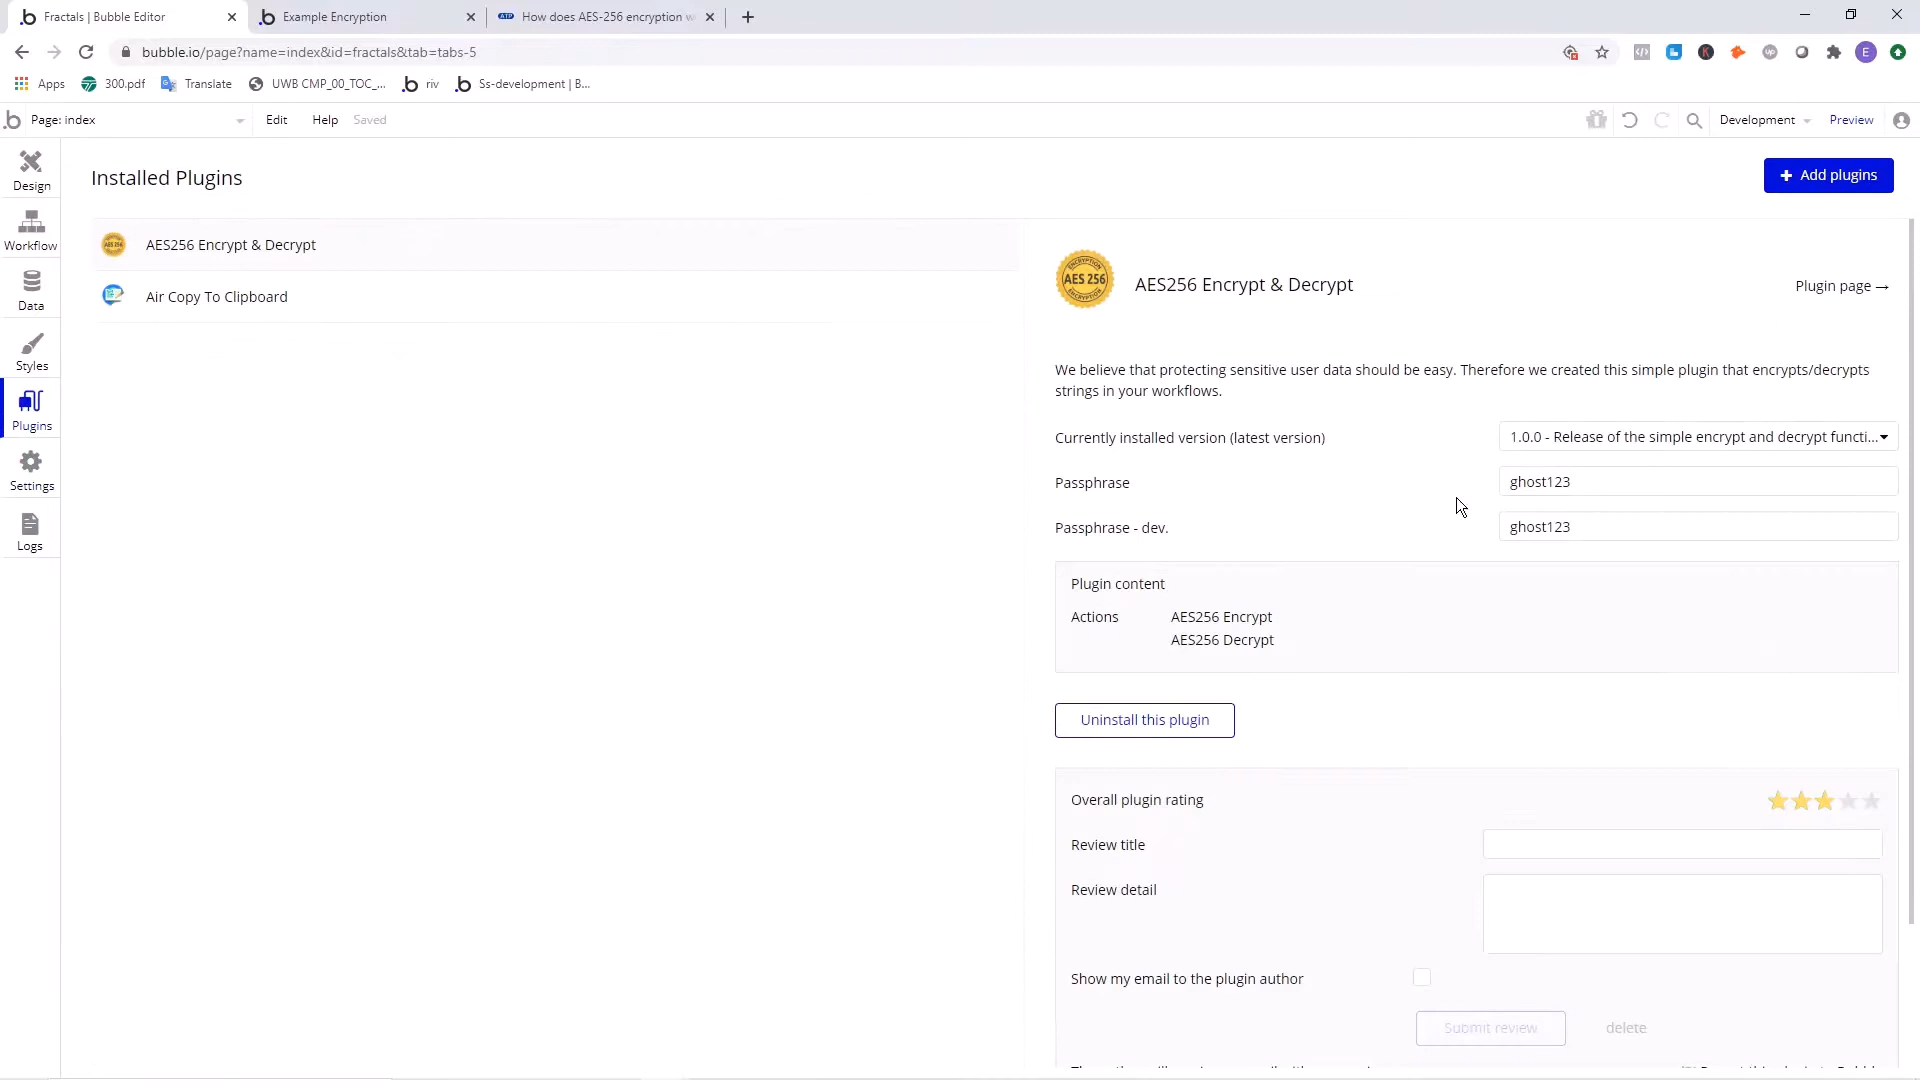 Fractals | Bubble Editor
Example Encryption
How does AES-256 encryption w
bubble.io/page?name=index&id=fractals&tab=tabs-5
Apps
300.pdf
Translate
UWB CMP_00_TOC_...
riv
Ss-development | B...
Page: index
Edit
Help
Saved
Development
Preview
Design
Workflow
Data
Styles
Plugins
Settings
Logs
Installed Plugins
Add plugins
AES256 Encrypt & Decrypt
Air Copy To Clipboard
ENCRYPTION
AES 256
ENCRYPTION
AES256 Encrypt & Decrypt
Plugin page →
We believe that protecting sensitive user data should be easy. Therefore we created this simple plugin that encrypts/decrypts
strings in your workflows.
Currently installed version (latest version)
1.0.0 - Release of the simple encrypt and decrypt functi...
Passphrase
ghost123
Passphrase - dev.
ghost123
Plugin content
Actions
AES256 Encrypt
AES256 Decrypt
Uninstall this plugin
Overall plugin rating
Review title
Review detail
Show my email to the plugin author
Submit review
delete